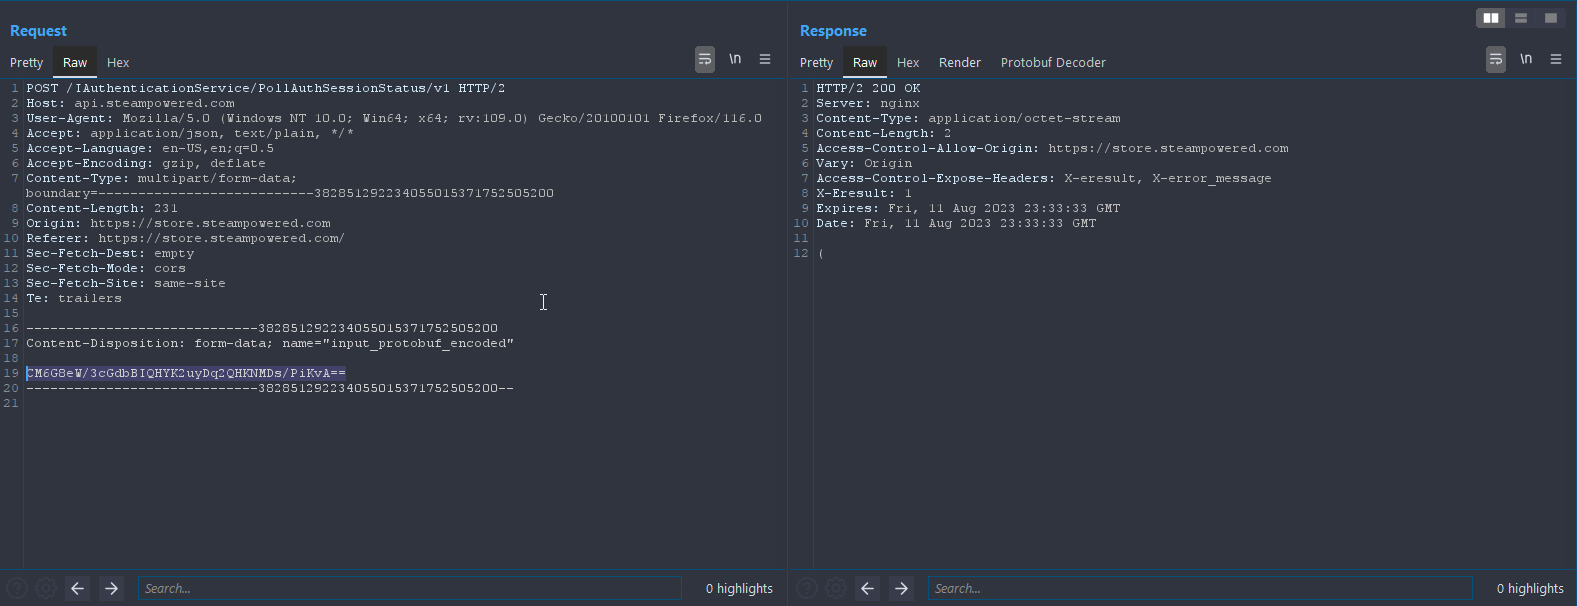 Request
Pretty Raw Hex \n
1 POST /IAuthenticationService/PollAuthSessionStatus/v1 HTTP/2
2 Host: api.steampowered.com
3 User-Agent: Mozilla/5.0 (Windows NT 10.0; Win64; x64; rv:109.0) Gecko/20100101 Firefox/116.0
4 Accept: application/json, text/plain, */*
5 Accept-Language: en-US,en;q=0.5
6 Accept-Encoding: gzip, deflate
7 Content-Type: multipart/form-data;
boundary=---------------------------38285129223405501537175250​5200
8 Content-Length: 231
9 Origin: https://store.steampowered.com
10 Referer: https://store.steampowered.com/
11 Sec-Fetch-Dest: empty
12 Sec-Fetch-Mode: cors
13 Sec-Fetch-Site: same-site
14 Te: trailers
15
16 -----------------------------382851292234055015371752505200
17 Content-Disposition: form-data; name="input_protobuf_encoded"
18
19 CM6G8eW/3cGdbBIQHYK2uyDq2QHKNMDs/PiKvA==
20 -----------------------------382851292234055015371752505200--
21
Search...
0 highlights
Response
Pretty Raw Hex Render Protobuf Decoder \n
1 HTTP/2 200 OK
2 Server: nginx
3 Content-Type: application/octet-stream
4 Content-Length: 2
5 Access-Control-Allow-Origin: https://store.steampowered.com
6 Vary: Origin
7 Access-Control-Expose-Headers: X-eresult, X-error_message
8 X-Eresult: 1
9 Expires: Fri, 11 Aug 2023 23:33:33 GMT
10 Date: Fri, 11 Aug 2023 23:33:33 GMT
11
12 (
Search...
0 highlights